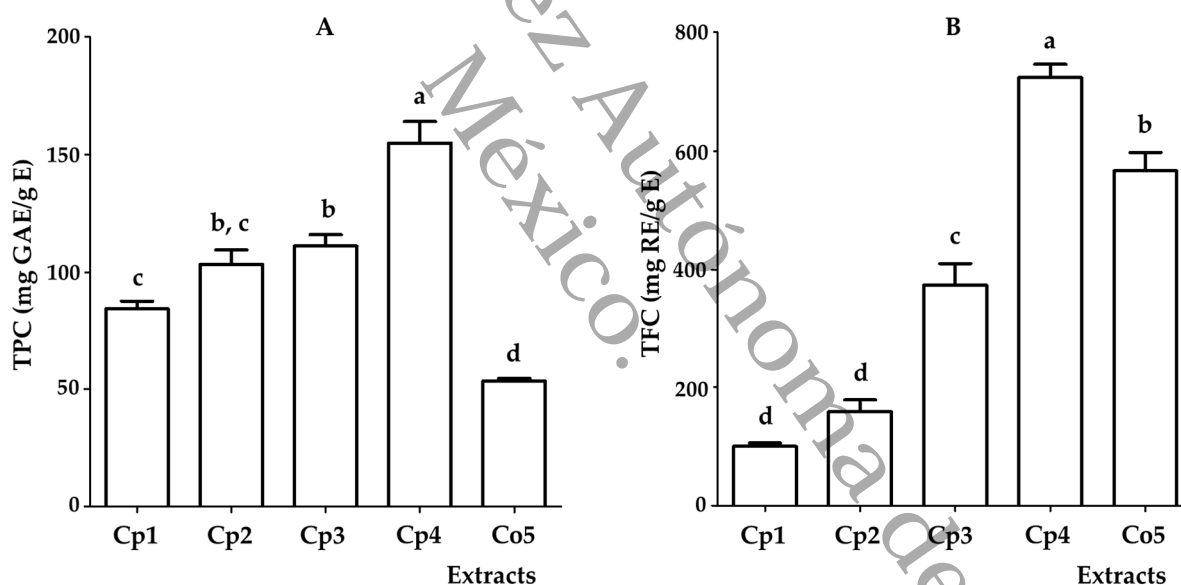 A
TPC (mg GAE/g E)
200
150
100
50
0
c
b, c
b
a
d
Cp1 Cp2 Cp3 Cp4 Co5
Extracts
B
TFC (mg RE/g E)
800
600
400
200
0
d
d
c
a
b
Cp1 Cp2 Cp3 Cp4 Co5
Extracts
ez Autónoma de
México.